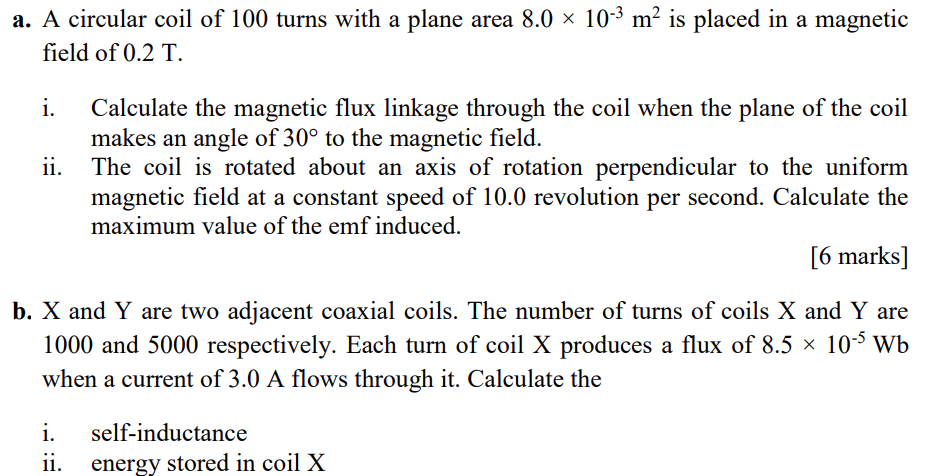 a. A circular coil of 100 turns with a plane area 8.0 × 10⁻³ m² is placed in a magnetic
field of 0.2 T.
i. Calculate the magnetic flux linkage through the coil when the plane of the coil
makes an angle of 30° to the magnetic field.
ii. The coil is rotated about an axis of rotation perpendicular to the uniform
magnetic field at a constant speed of 10.0 revolution per second. Calculate the
maximum value of the emf induced.
[6 marks]
b. X and Y are two adjacent coaxial coils. The number of turns of coils X and Y are
1000 and 5000 respectively. Each turn of coil X produces a flux of 8.5 × 10⁻⁵ Wb
when a current of 3.0 A flows through it. Calculate the
i. self-inductance
ii. energy stored in coil X